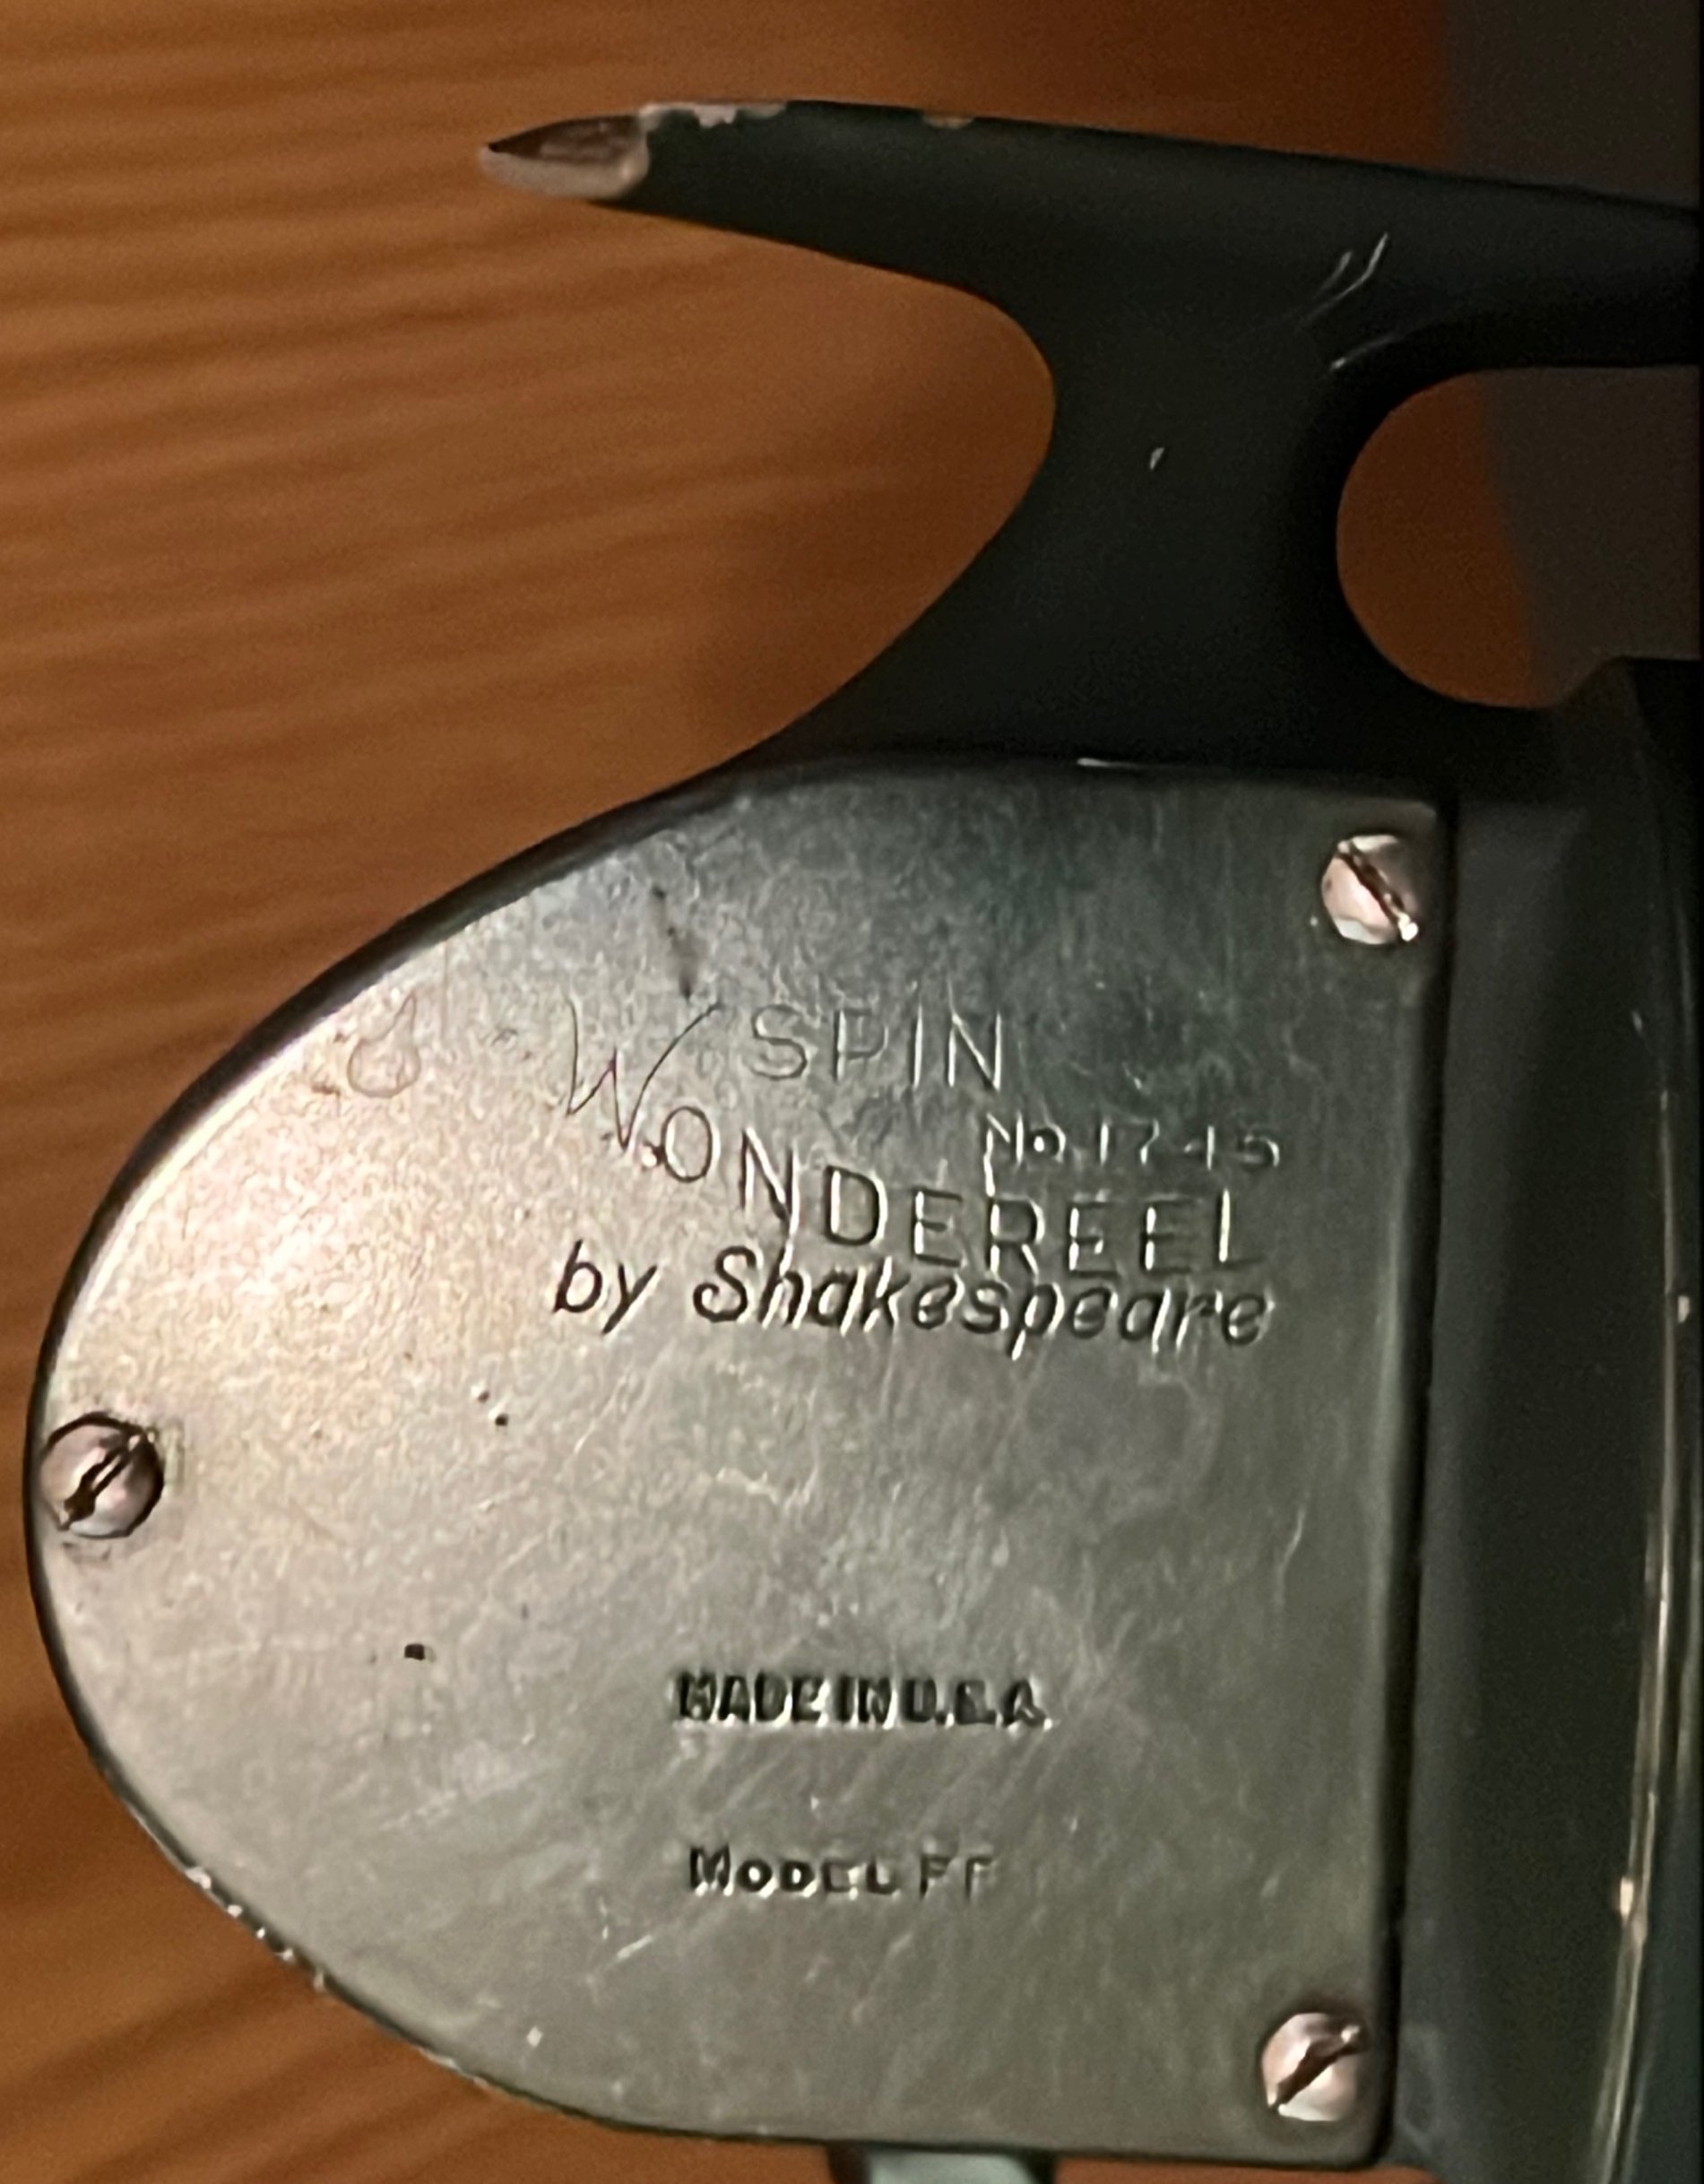 SPIN
No. 1745
WONDEREEL
by Shakespeare
MADE IN U.S.A.
MODEL FF